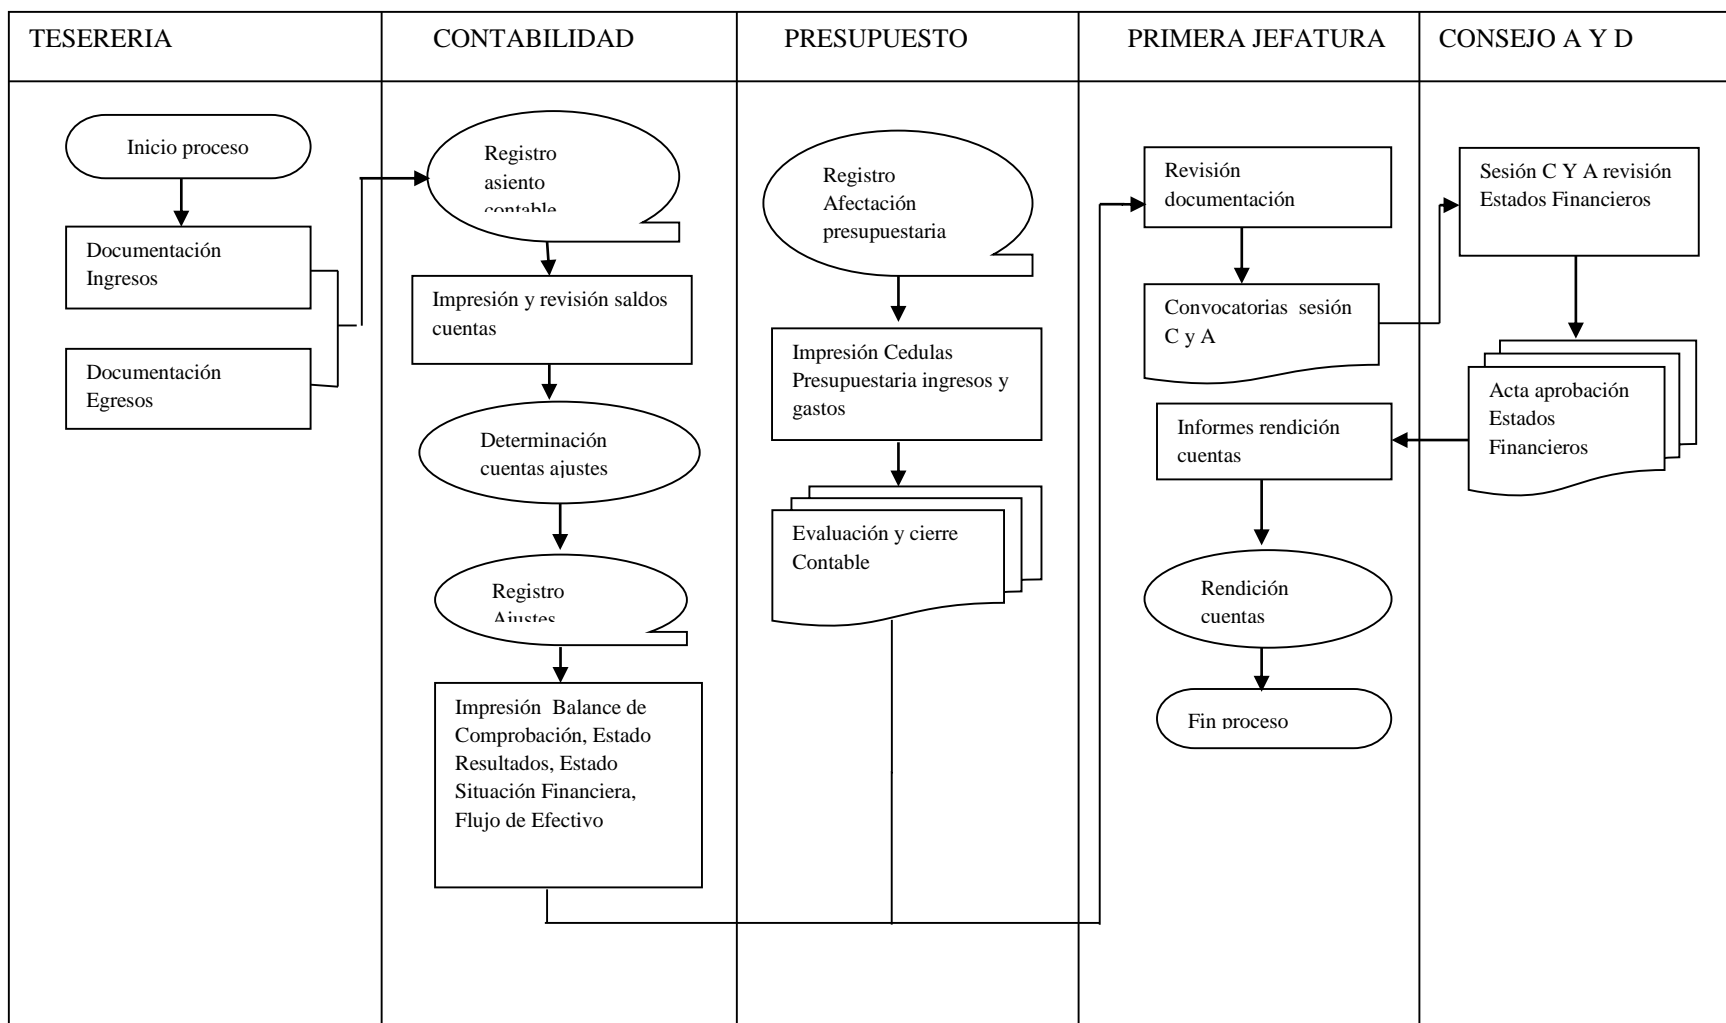 TESERERIA
CONTABILIDAD
PRESUPUESTO
PRIMERA JEFATURA
CONSEJO A Y D
Inicio proceso
Documentación
Ingresos
Documentación
Egresos
Registro
asiento
contable
Impresión y revisión saldos
cuentas
Determinación
cuentas ajustes
Registro
Ajustes
Impresión Balance de
Comprobación, Estado
Resultados, Estado
Situación Financiera,
Flujo de Efectivo
Registro
Afectación
presupuestaria
Impresión Cedulas
Presupuestaria ingresos y
gastos
Evaluación y cierre
Contable
Revisión
documentación
Convocatorias sesión
C y A
Informes rendición
cuentas
Rendición
cuentas
Fin proceso
Sesión C Y A revisión
Estados Financieros
Acta aprobación
Estados
Financieros